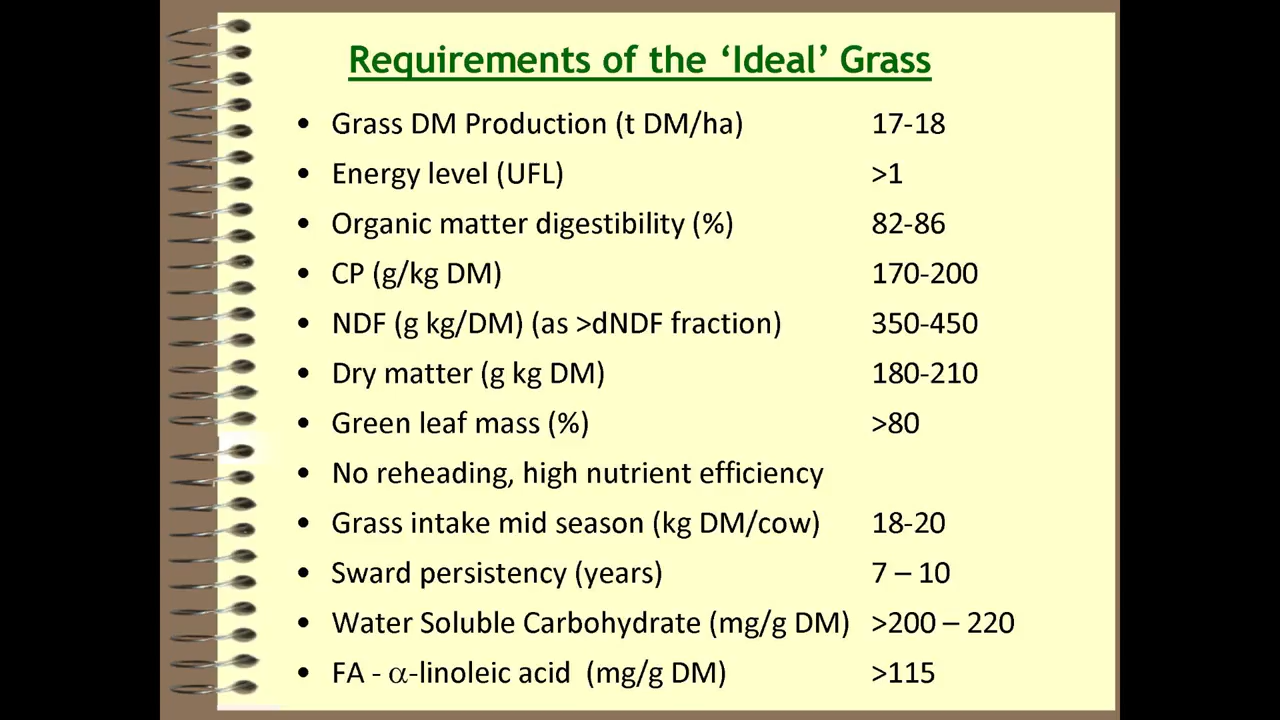 Requirements of the ‘Ideal’ Grass
• Grass DM Production (t DM/ha) 17-18
• Energy level (UFL) >1
• Organic matter digestibility (%) 82-86
• CP (g/kg DM) 170-200
• NDF (g kg/DM) (as >dNDF fraction) 350-450
• Dry matter (g kg DM) 180-210
• Green leaf mass (%) >80
• No reheading, high nutrient efficiency
• Grass intake mid season (kg DM/cow) 18-20
• Sward persistency (years) 7 – 10
• Water Soluble Carbohydrate (mg/g DM) >200 – 220
• FA - α-linoleic acid (mg/g DM) >115